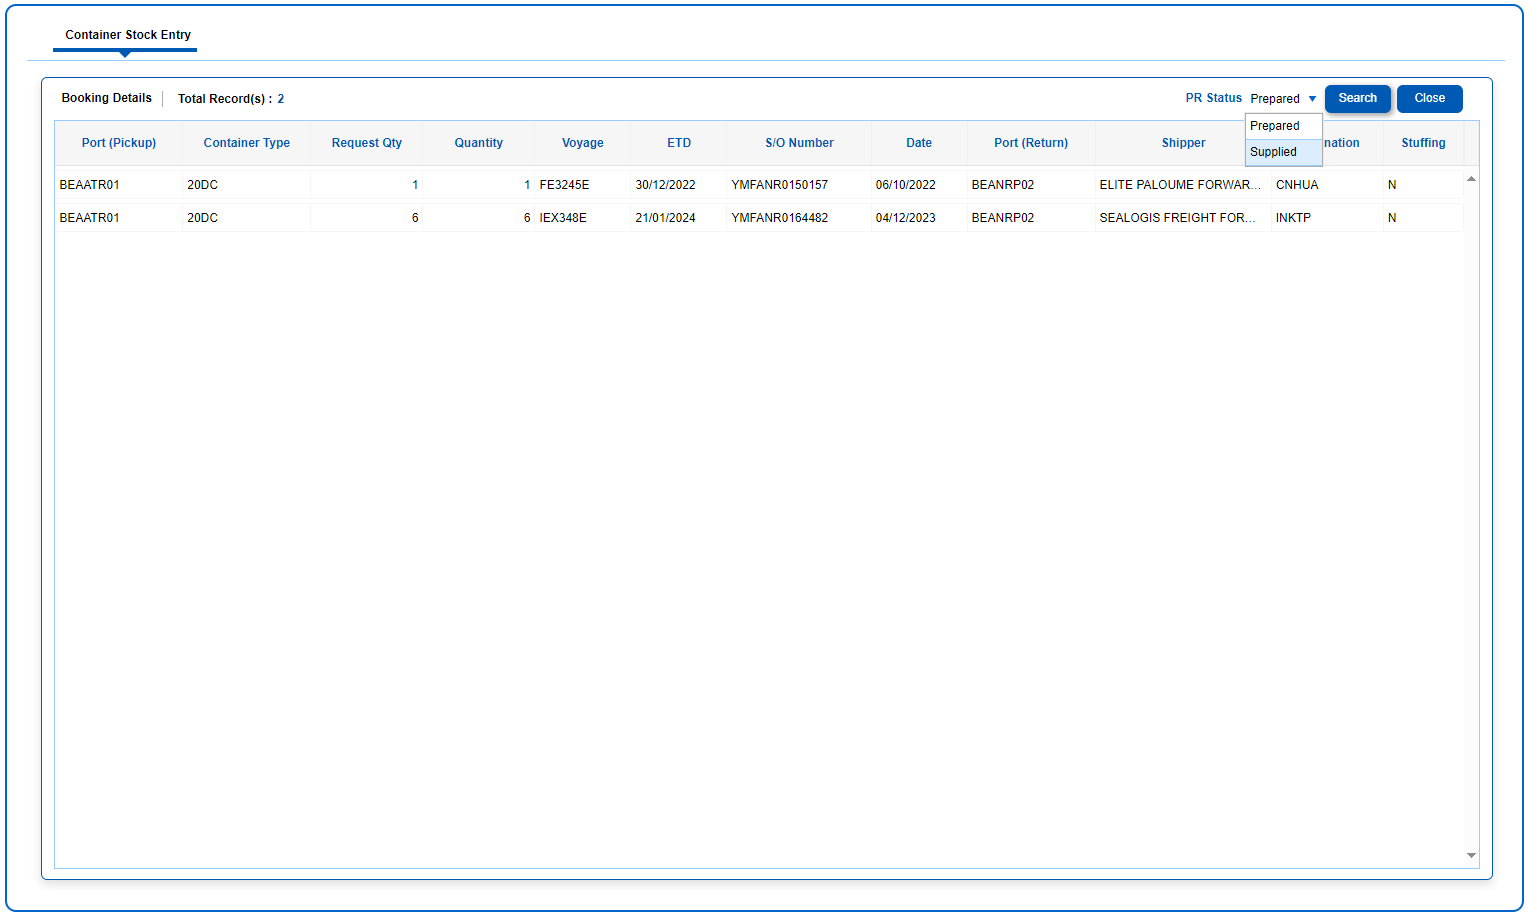 Container Stock Entry
Booking Details Total Record(s) : 2 PR Status Prepared Search Close
Prepared
Supplied
Port (Pickup) Container Type Request Qty Quantity Voyage ETD S/O Number Date Port (Return) Shipper nation Stuffing
BEAATR01 20DC 1 1 FE3245E 30/12/2022 YMFANR0150157 06/10/2022 BEANRP02 ELITE PALOUME FORWAR... CNHUA N
BEAATR01 20DC 6 6 IEX348E 21/01/2024 YMFANR0164482 04/12/2023 BEANRP02 SEALOGIS FREIGHT FOR... INKTP N